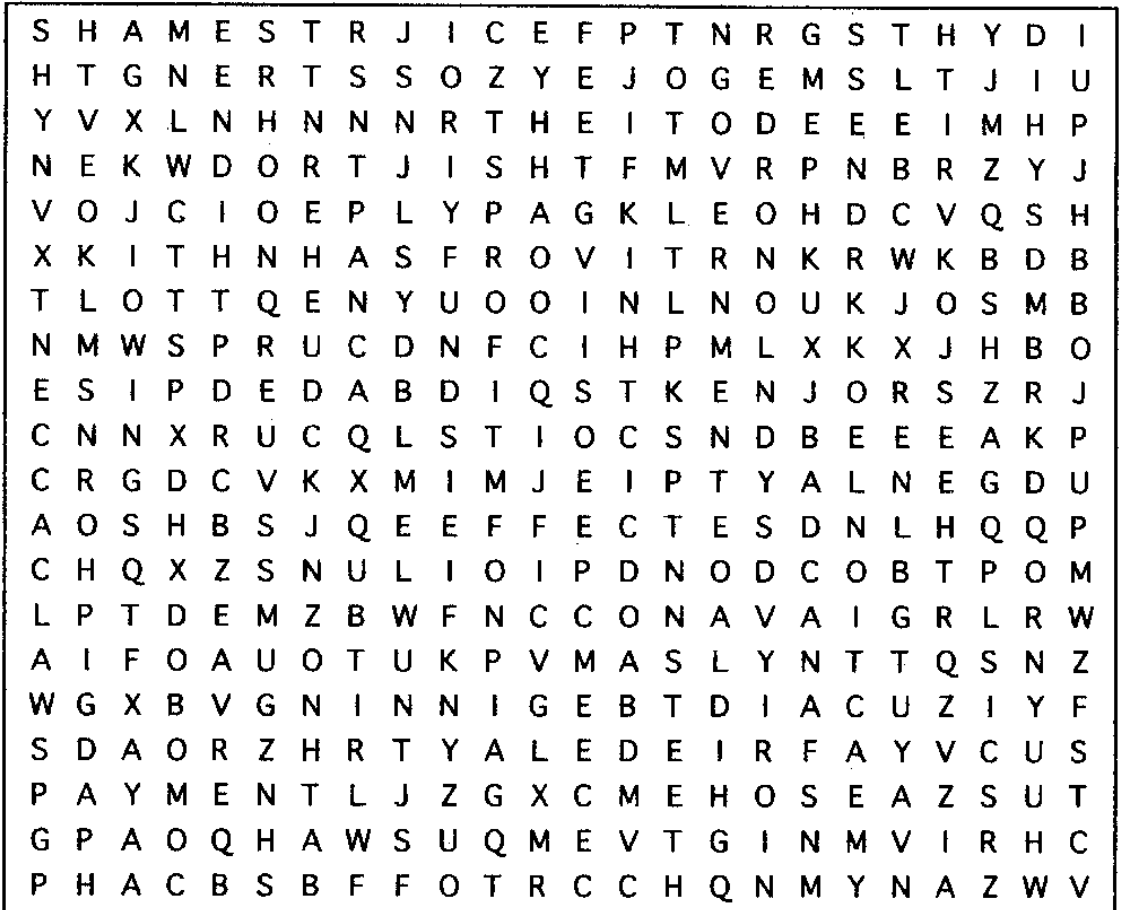 S H A M E S T R J I C E F P T N R G S T H Y D I
H T G N E R T S S O Z Y E J O G E M S L T J I U
Y V X L N H N N N R T H E I T O D E E E I M H P
N E K W D O R T J I S H T F M V R P N B R Z Y J
V O J C I O E P L Y P A G K L E O H D C V Q S H
X K I T H N H A S F R O V I T R N K R W K B D B
T L O T T Q E N Y U O O I N L N O U K J O S M B
N M W S P R U C D N F C I H P M L X K X J H B O
E S I P D E D A B D I Q S T K E N J O R S Z R J
C N N X R U C Q L S T I O C S N D B E E E A K P
C R G D C V K X M I M J E I P T Y A L N E G D U
A O S H B S J Q E E F F E C T E S D N L H Q Q P
C H Q X Z S N U L I O I P D N O D C O B T P O M
L P T D E M Z B W F N C C O N A V A I G R L R W
A I F O A U O T U K P V M A S L Y N T T Q S N Z
W G X B V G N I N N I G E B T D I A C U Z I Y F
S D A O R Z H R T Y A L E D E I R F A Y V C U S
P A Y M E N T L J Z G X C M E H O S E A Z S U T
G P A O Q H A W S U Q M E V T G I N M V I R H C
P H A C B S B F F O T R C C H Q N M Y N A Z W V